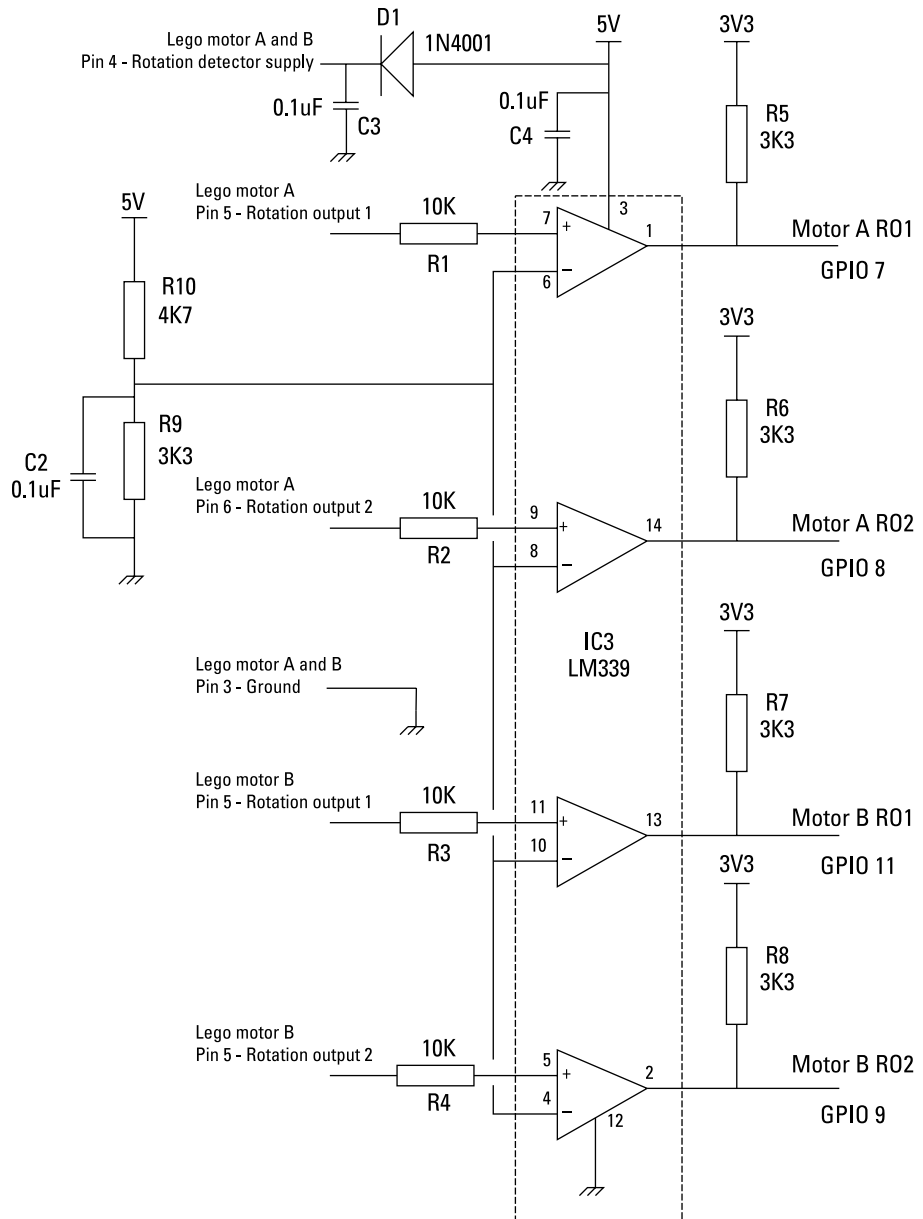 D1
1N4001
Lego motor A and B
Pin 4 - Rotation detector supply
5V
3V3
0.1uF
C3
0.1uF
C4
R5
3K3
Lego motor A
Pin 5 - Rotation output 1
10K
R1
7
+
3
1
−
6
Motor A RO1
GPIO 7
5V
R10
4K7
3V3
R9
3K3
C2
0.1uF
R6
3K3
Lego motor A
Pin 6 - Rotation output 2
10K
R2
9
+
8
−
14
Motor A RO2
GPIO 8
IC3
LM339
3V3
Lego motor A and B
Pin 3 - Ground
R7
3K3
Lego motor B
Pin 5 - Rotation output 1
10K
R3
11
+
10
−
13
Motor B RO1
GPIO 11
3V3
R8
3K3
Lego motor B
Pin 5 - Rotation output 2
10K
R4
5
+
4
−
2
12
Motor B RO2
GPIO 9